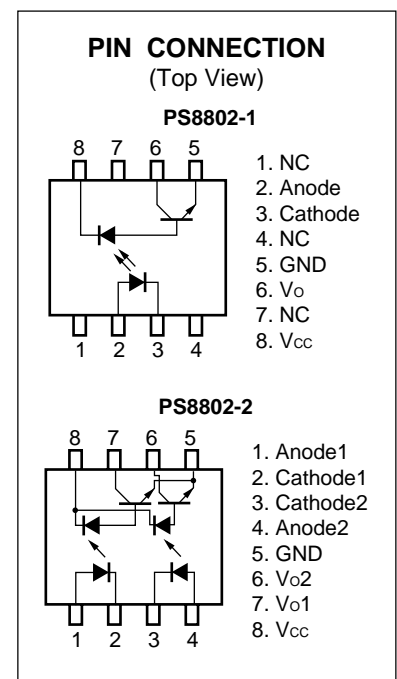 PIN CONNECTION
(Top View)
PS8802-1
8 7 6 5
1. NC
2. Anode
3. Cathode
4. NC
5. GND
6. VO
7. NC
8. VCC
1 2 3 4
PS8802-2
8 7 6 5
1. Anode1
2. Cathode1
3. Cathode2
4. Anode2
5. GND
6. VO2
7. VO1
8. VCC
1 2 3 4